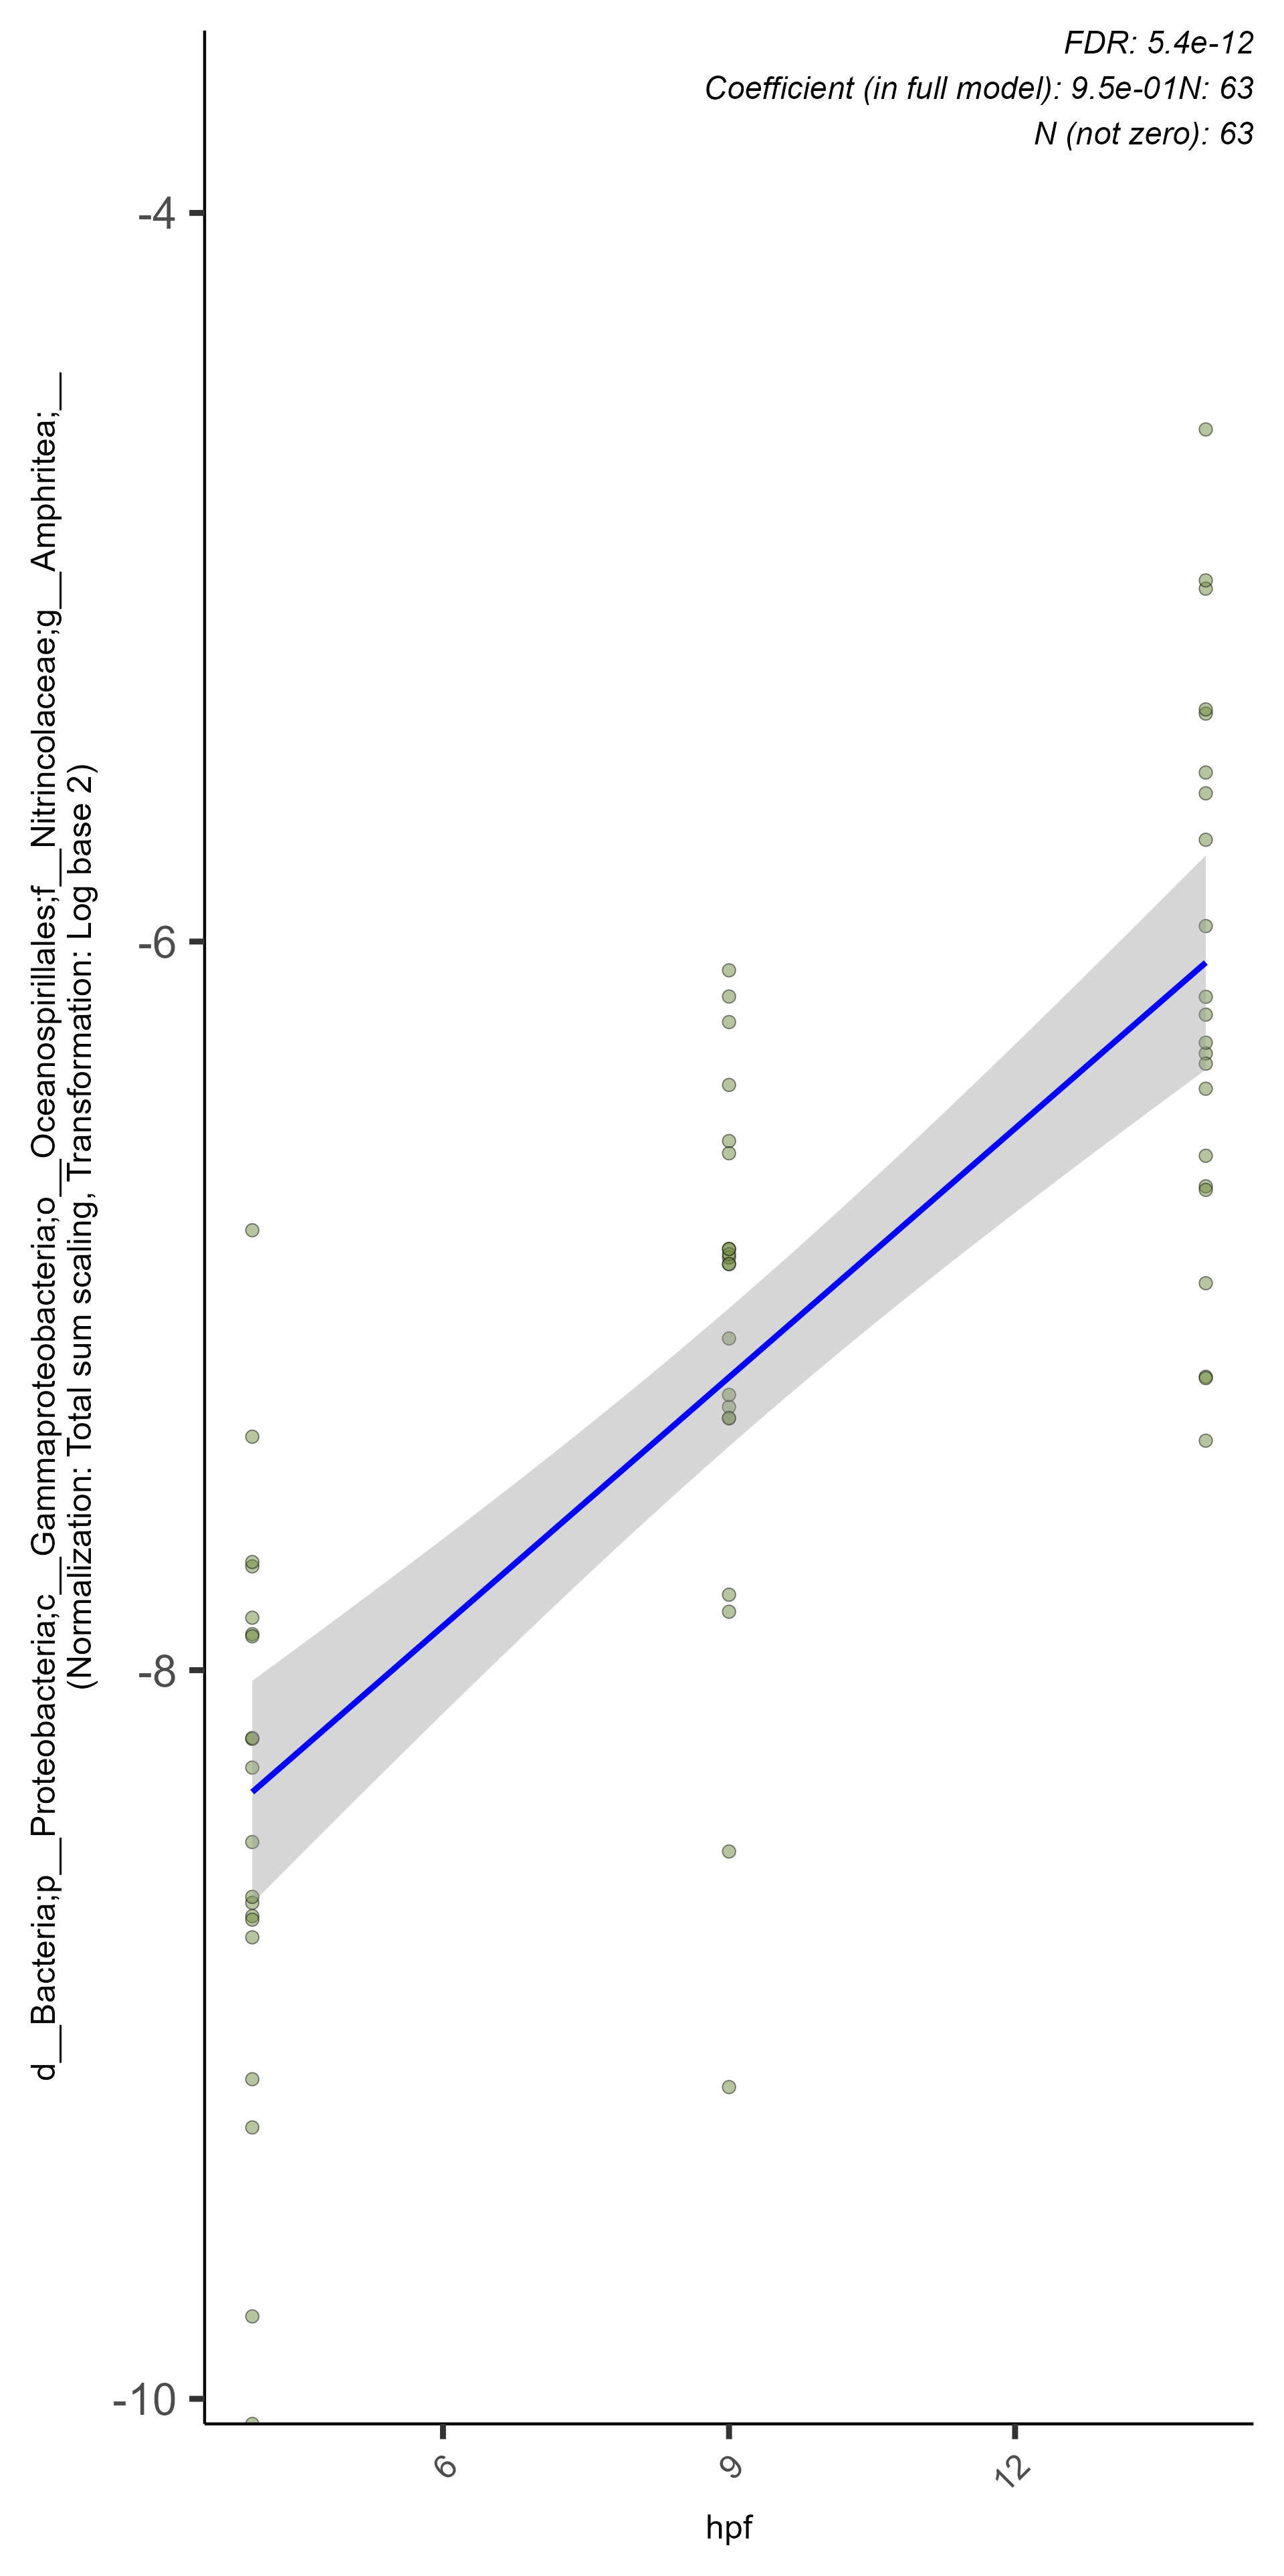 FDR: 5.4e-12
Coefficient (in full model): 9.5e-01N: 63
N (not zero): 63
d__Bacteria;p__Proteobacteria;c__Gammaproteobacteria;o__Oceanospirillales;f__Nitrincolaceae;g__Amphritea;__
(Normalization: Total sum scaling, Transformation: Log base 2)
-4
-6
-8
-10
6
9
12
hpf